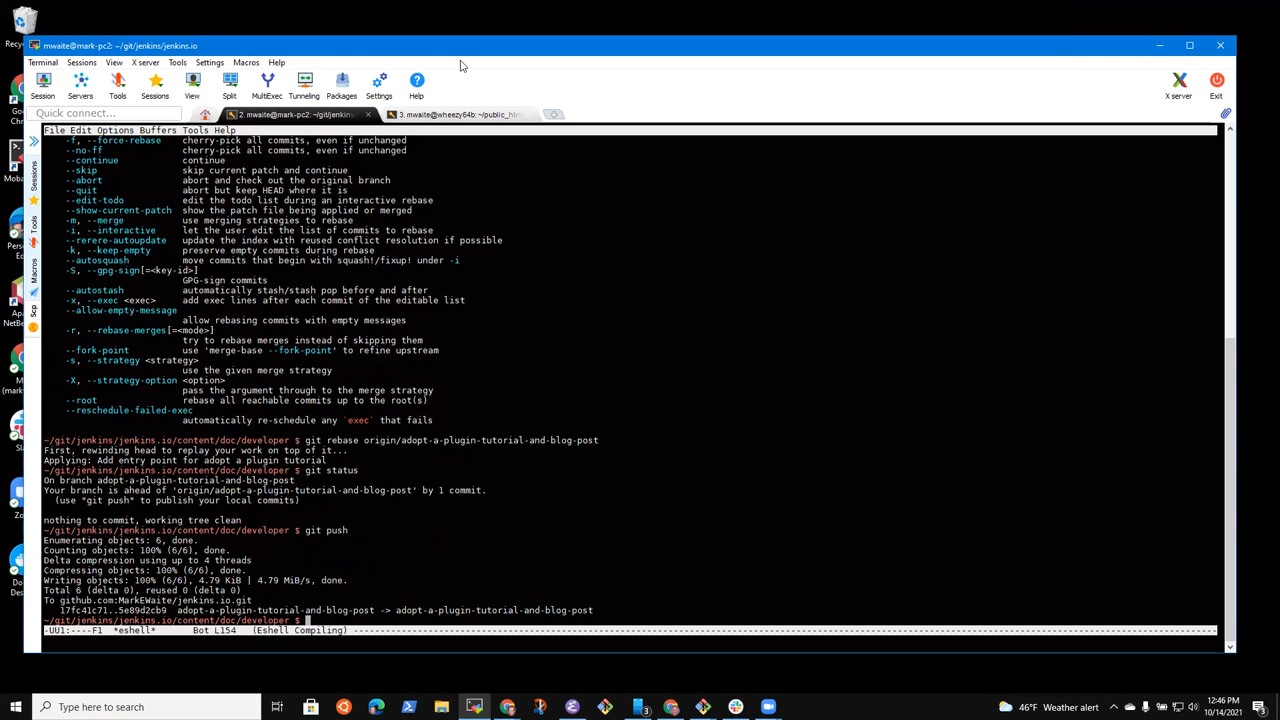 Recy
mwaite@mark-pc2: ~/git/jenkins/jenkins.io
Terminal Sessions View X server Tools Settings Macros Help
Session Servers Tools Sessions View Split MultiExec Tunneling Packages Settings Help X server Exit
Quick connect...
2. mwaite@mark-pc2:~/git/jenkins
3. mwaite@wheezy64b: ~/public_htm
File Edit Options Buffers Tools Help
-f, --force-rebase cherry-pick all commits, even if unchanged
--no-ff cherry-pick all commits, even if unchanged
--continue continue
--skip skip current patch and continue
--abort abort and check out the original branch
--quit abort but keep HEAD where it is
--edit-todo edit the todo list during an interactive rebase
--show-current-patch show the patch file being applied or merged
-m, --merge use merging strategies to rebase
-i, --interactive let the user edit the list of commits to rebase
--rerere-autoupdate update the index with reused conflict resolution if possible
-k, --keep-empty preserve empty commits during rebase
--autosquash move commits that begin with squash!/fixup! under -i
-S, --gpg-sign[=<key-id>]
GPG-sign commits
--autostash automatically stash/stash pop before and after
-x, --exec <exec> add exec lines after each commit of the editable list
--allow-empty-message
allow rebasing commits with empty messages
-r, --rebase-merges[=<mode>]
try to rebase merges instead of skipping them
--fork-point use 'merge-base --fork-point' to refine upstream
-s, --strategy <strategy>
use the given merge strategy
-X, --strategy-option <option>
pass the argument through to the merge strategy
--root rebase all reachable commits up to the root(s)
--reschedule-failed-exec
automatically re-schedule any `exec` that fails
~/git/jenkins/jenkins.io/content/doc/developer $ git rebase origin/adopt-a-plugin-tutorial-and-blog-post
First, rewinding head to replay your work on top of it...
Applying: Add entry point for adopt a plugin tutorial
~/git/jenkins/jenkins.io/content/doc/developer $ git status
On branch adopt-a-plugin-tutorial-and-blog-post
Your branch is ahead of 'origin/adopt-a-plugin-tutorial-and-blog-post' by 1 commit.
(use "git push" to publish your local commits)
nothing to commit, working tree clean
~/git/jenkins/jenkins.io/content/doc/developer $ git push
Enumerating objects: 6, done.
Counting objects: 100% (6/6), done.
Delta compression using up to 4 threads
Compressing objects: 100% (6/6), done.
Writing objects: 100% (6/6), 4.79 KiB | 4.79 MiB/s, done.
Total 6 (delta 0), reused 0 (delta 0)
To github.com:MarkEWaite/jenkins.io.git
17fc41c71..5e89d2cb9 adopt-a-plugin-tutorial-and-blog-post -> adopt-a-plugin-tutorial-and-blog-post
~/git/jenkins/jenkins.io/content/doc/developer $
-UU1:----F1 *eshell* Bot L154 (Eshell Compiling)
Sessions
Tools
Macros
Scp
Moba
Pers
NetBe
(mark
Type here to search
46°F Weather alert
12:46 PM
10/14/2021
3
3